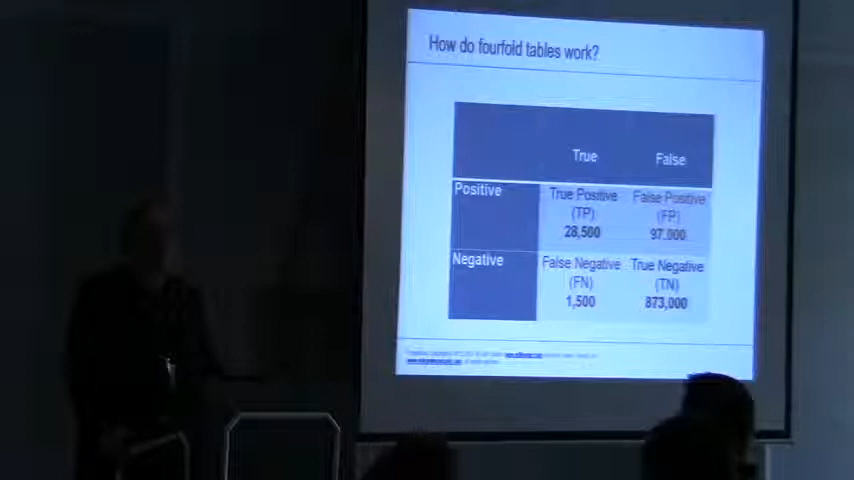 How do fourfold tables work?
True False
Positive True Positive False Positive
(TP) (FP)
28,500 97,000
Negative False Negative True Negative
(FN) (TN)
1,500 873,000